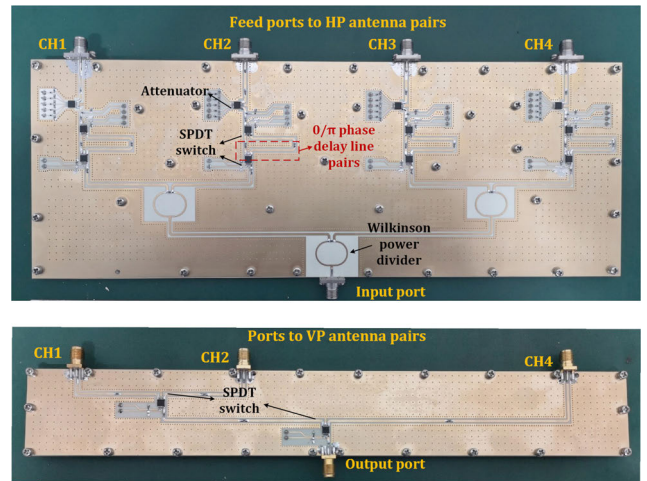 Feed ports to HP antenna pairs
CH1
CH2
CH3
CH4
Attenuator
SPDT
switch
0/π phase
delay line
pairs
Wilkinson
power
divider
Input port
Ports to VP antenna pairs
CH1
CH2
CH4
SPDT
switch
Output port